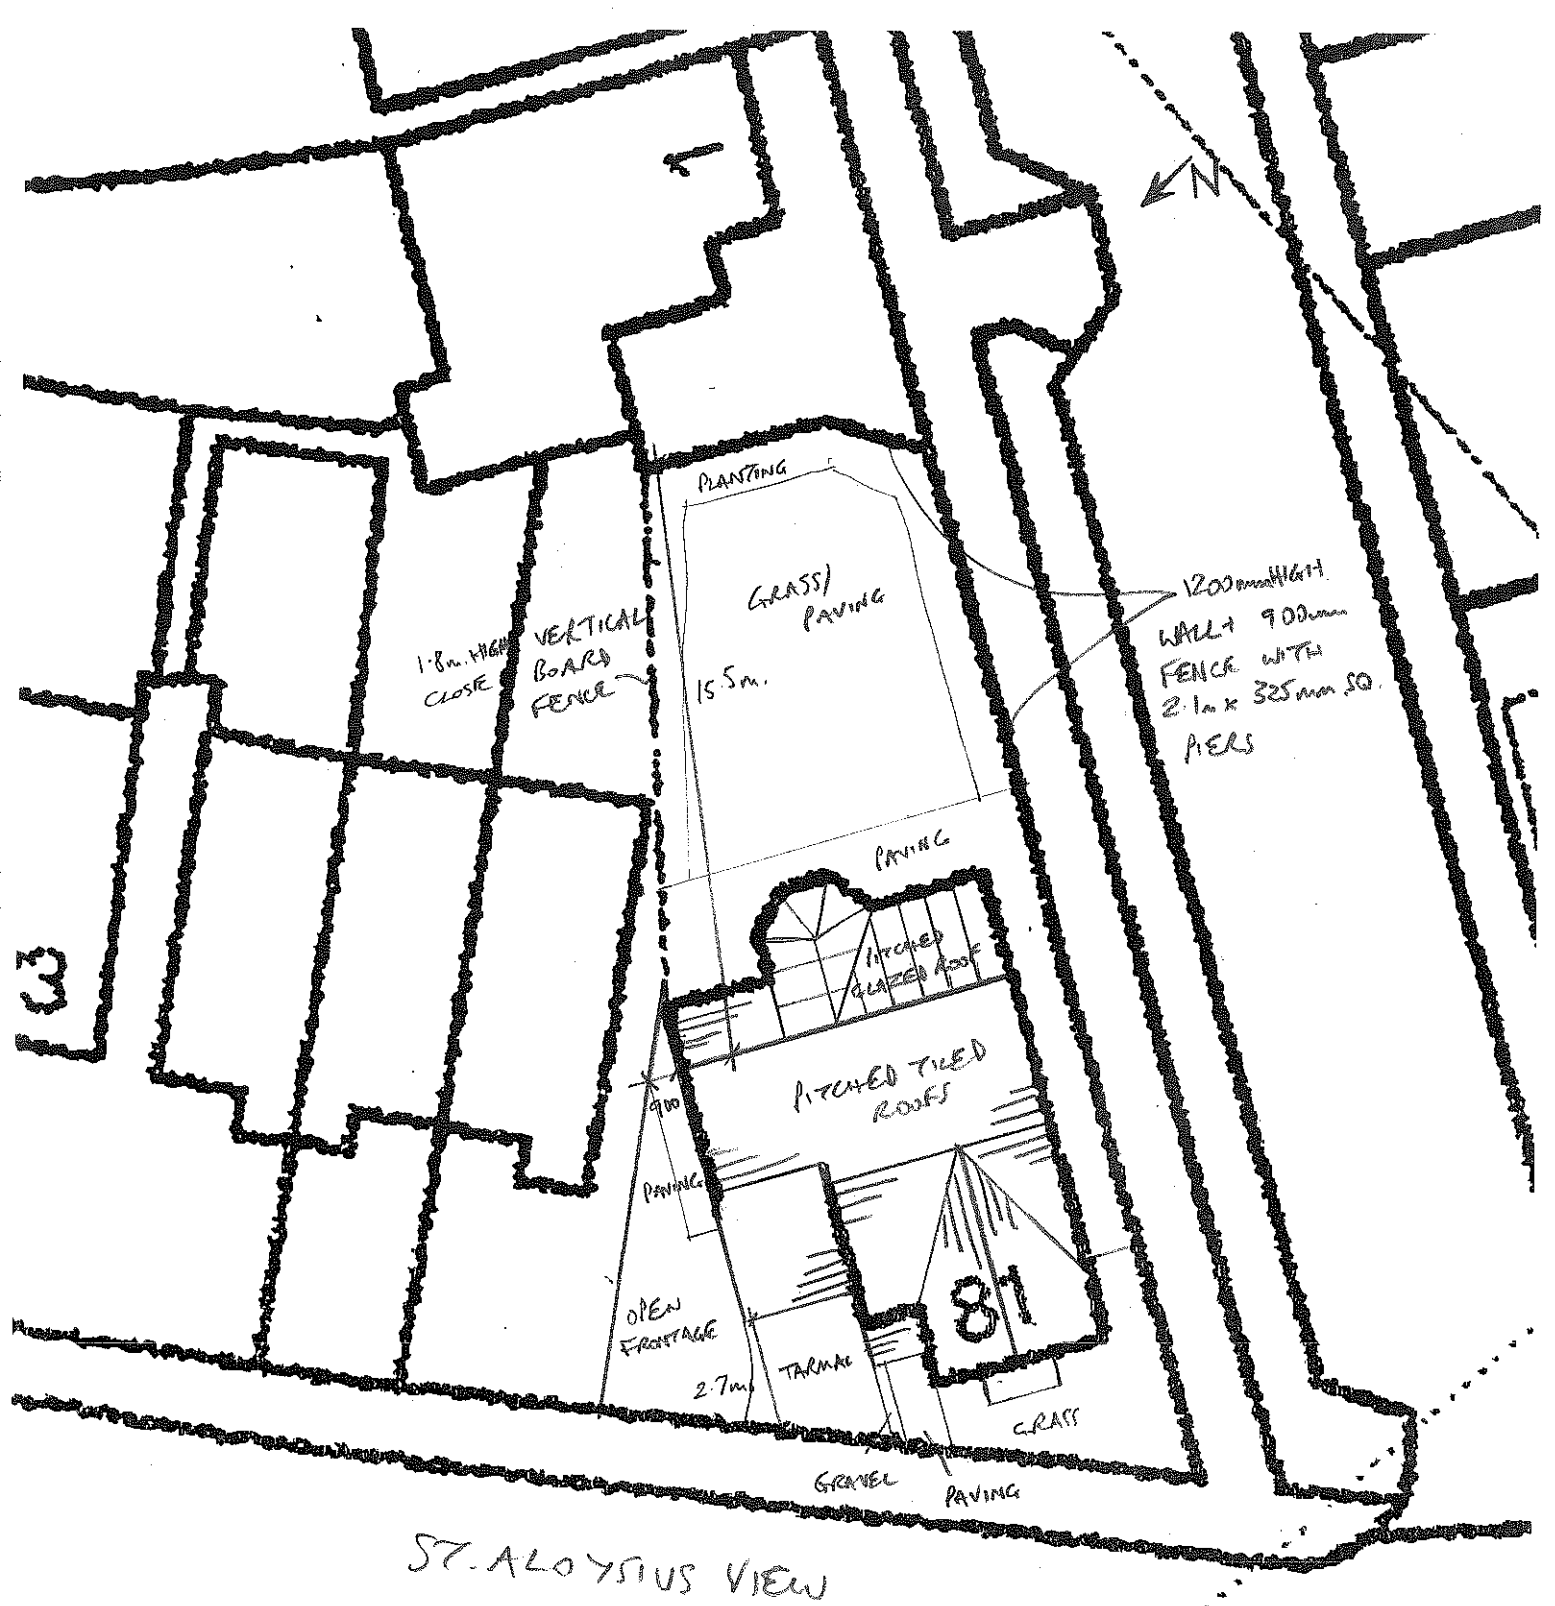 1
N
PLANTING
GRASS/
PAVING
1200mm HIGH
WALL + 900mm
FENCE WITH
2.1m x 325mm SQ.
PIERS
1.8m. HIGH VERTICAL
CLOSE BOARD
FENCE
15.5m.
PAVING
PITCHED
GLAZED ROOF
3
PITCHED TILED
ROOFS
900
PAVING
81
OPEN
FRONTAGE
TARMAC
2.7m.
GRASS
GRAVEL
PAVING
ST. ALOYSIUS VIEW